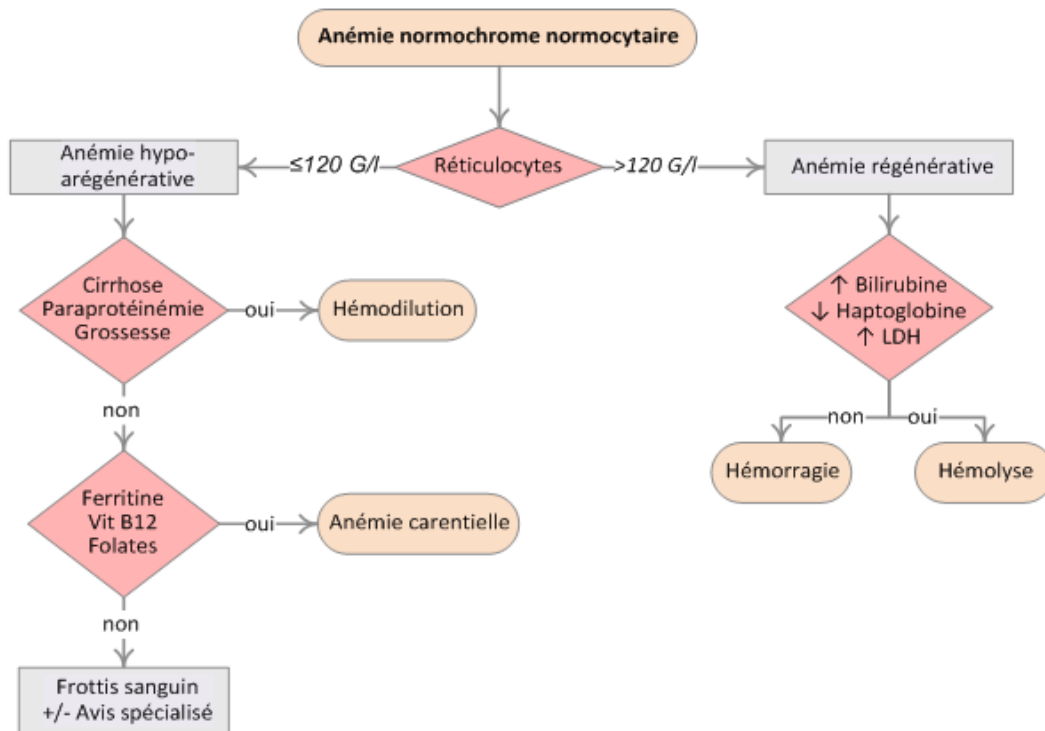 Anémie normochrome normocytaire
Anémie hypo-
arégénérative
≤120 G/l
Réticulocytes
>120 G/l
Anémie régénérative
Cirrhose
Paraprotéinémie
Grossesse
oui
Hémodilution
↑ Bilirubine
↓ Haptoglobine
↑ LDH
non
non
oui
Hémorragie
Hémolyse
Ferritine
Vit B12
Folates
oui
Anémie carentielle
non
Frottis sanguin
+/- Avis spécialisé